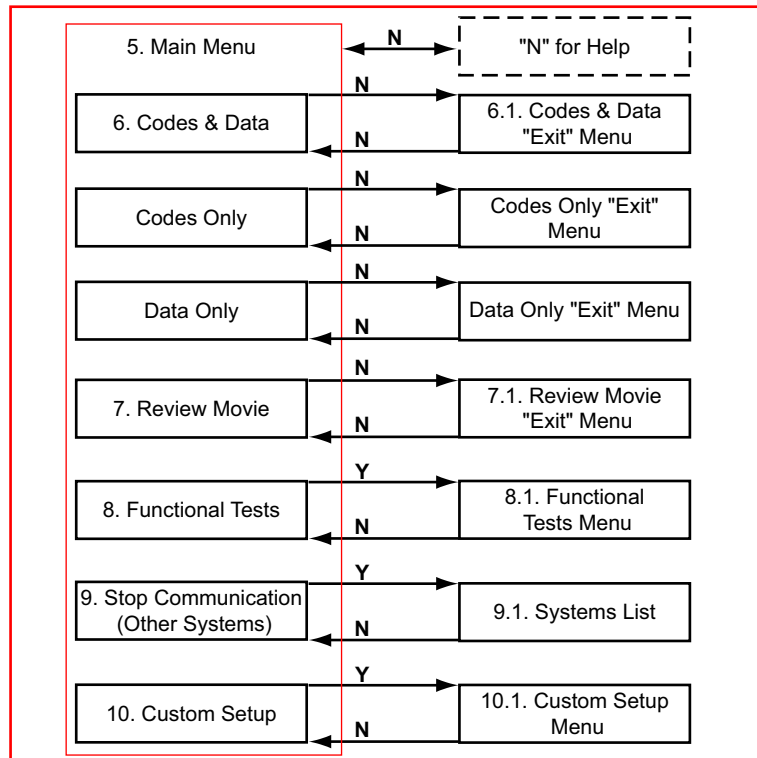 5. Main Menu
N
"N" for Help
N
6. Codes & Data
6.1. Codes & Data
"Exit" Menu
N
N
Codes Only
Codes Only "Exit"
Menu
N
N
Data Only
Data Only "Exit" Menu
N
N
7. Review Movie
7.1. Review Movie
"Exit" Menu
N
Y
8. Functional Tests
8.1. Functional
Tests Menu
N
Y
9. Stop Communication
(Other Systems)
9.1. Systems List
N
Y
10. Custom Setup
10.1. Custom Setup
Menu
N